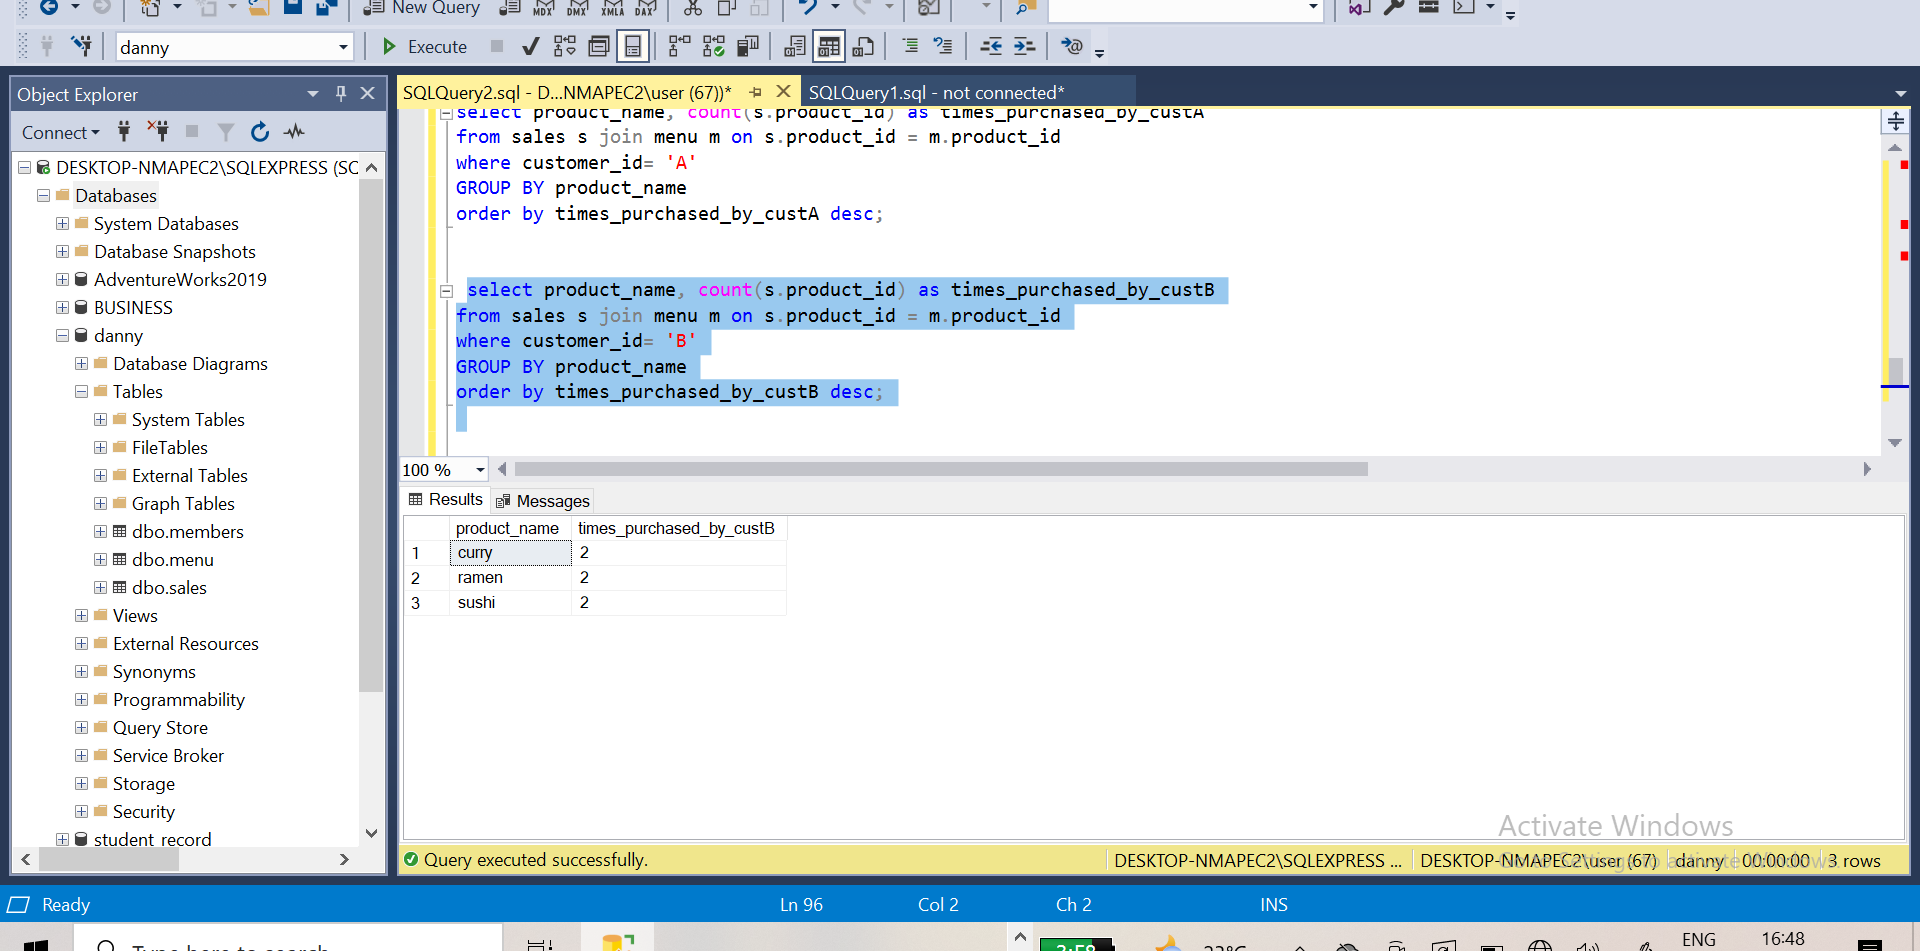 New Query
MDX DMX XMLA DAX
danny
Execute
Object Explorer
SQLQuery2.sql - D...NMAPEC2\user (67))*
SQLQuery1.sql - not connected*
Connect
DESKTOP-NMAPEC2\SQLEXPRESS (SC
Databases
System Databases
Database Snapshots
AdventureWorks2019
BUSINESS
danny
Database Diagrams
Tables
System Tables
FileTables
External Tables
Graph Tables
dbo.members
dbo.menu
dbo.sales
Views
External Resources
Synonyms
Programmability
Query Store
Service Broker
Storage
Security
student_record
select product_name, count(s.product_id) as times_purchased_by_custA
from sales s join menu m on s.product_id = m.product_id
where customer_id= 'A'
GROUP BY product_name
order by times_purchased_by_custA desc;
select product_name, count(s.product_id) as times_purchased_by_custB
from sales s join menu m on s.product_id = m.product_id
where customer_id= 'B'
GROUP BY product_name
order by times_purchased_by_custB desc;
100 %
Results
Messages
product_name times_purchased_by_custB
1 curry 2
2 ramen 2
3 sushi 2
Activate Windows
Query executed successfully.
DESKTOP-NMAPEC2\SQLEXPRESS ...
DESKTOP-NMAPEC2\user (67)
danny
00:00:00
3 rows
Ready
Ln 96
Col 2
Ch 2
INS
Type here to search
ENG
16:48